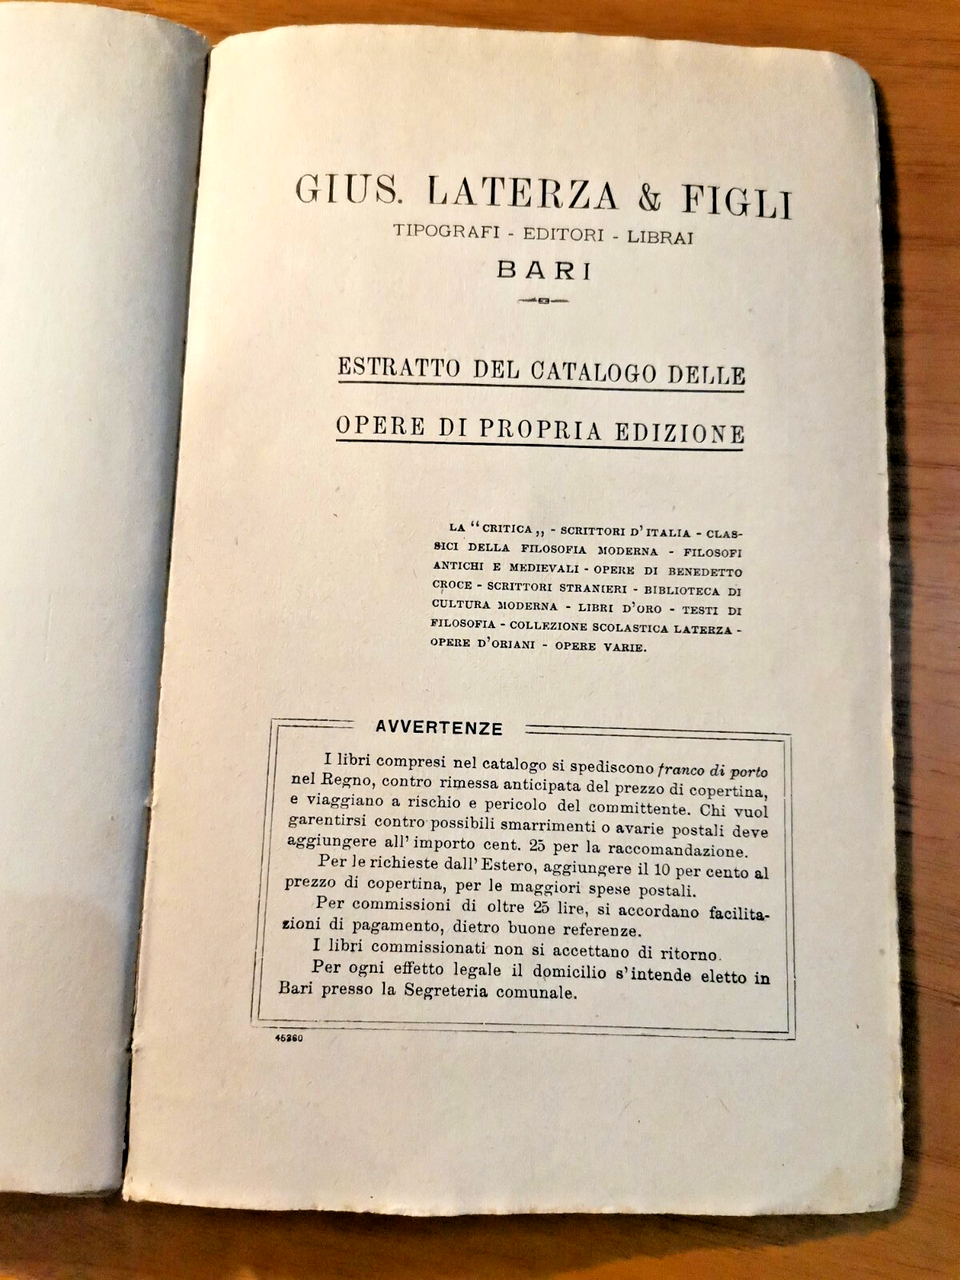 GIUS. LATERZA & FIGLI
TIPOGRAFI - EDITORI - LIBRAI
BARI
ESTRATTO DEL CATALOGO DELLE
OPERE DI PROPRIA EDIZIONE
LA “CRITICA„ - SCRITTORI D'ITALIA - CLAS-
SICI DELLA FILOSOFIA MODERNA - FILOSOFI
ANTICHI E MEDIEVALI - OPERE DI BENEDETTO
CROCE - SCRITTORI STRANIERI - BIBLIOTECA DI
CULTURA MODERNA - LIBRI D'ORO - TESTI DI
FILOSOFIA - COLLEZIONE SCOLASTICA LATERZA -
OPERE D'ORIANI - OPERE VARIE.
AVVERTENZE
I libri compresi nel catalogo si spediscono franco di porto
nel Regno, contro rimessa anticipata del prezzo di copertina,
e viaggiano a rischio e pericolo del committente. Chi vuol
garentirsi contro possibili smarrimenti o avarie postali deve
aggiungere all' importo cent. 25 per la raccomandazione.
Per le richieste dall' Estero, aggiungere il 10 per cento al
prezzo di copertina, per le maggiori spese postali.
Per commissioni di oltre 25 lire, si accordano facilita-
zioni di pagamento, dietro buone referenze.
I libri commissionati non si accettano di ritorno.
Per ogni effetto legale il domicilio s'intende eletto in
Bari presso la Segreteria comunale.